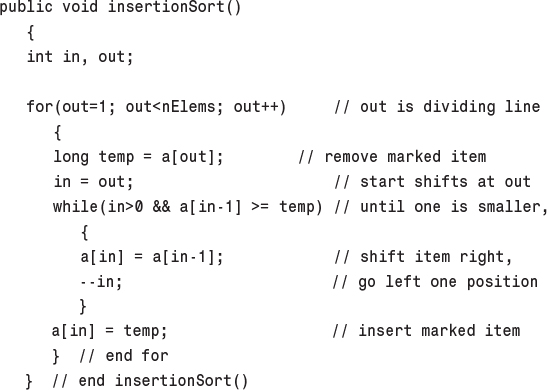 public void insertionSort()
{
int in, out;
for(out=1; out<nElems; out++) // out is dividing line
{
long temp = a[out]; // remove marked item
in = out; // start shifts at out
while(in>0 && a[in-1] >= temp) // until one is smaller,
{
a[in] = a[in-1]; // shift item right,
--in; // go left one position
}
a[in] = temp; // insert marked item
} // end for
} // end insertionSort()